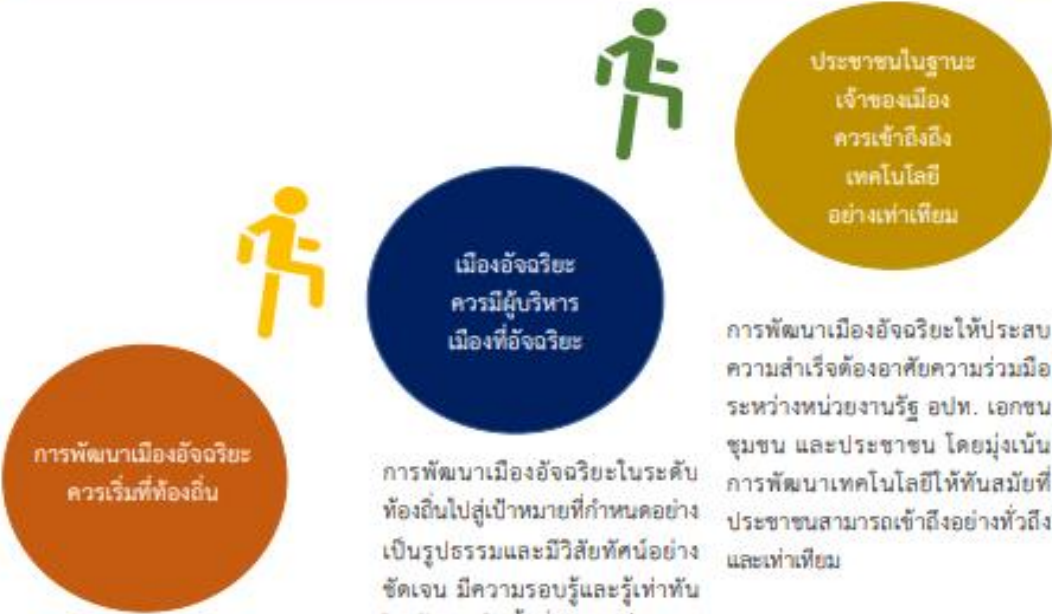 การพัฒนาเมืองอัจฉริยะ
ควรเริ่มที่ท้องถิ่น
เมืองอัจฉริยะ
ควรมีผู้บริหาร
เมืองที่อัจฉริยะ
การพัฒนาเมืองอัจฉริยะในระดับ
ท้องถิ่นไปสู่เป้าหมายที่กำหนดอย่าง
เป็นรูปธรรมและมีวิสัยทัศน์อย่าง
ชัดเจน มีความรอบรู้และรู้เท่าทัน
ประชาชนในฐานะ
เจ้าของเมือง
ควรเข้าถึงถึง
เทคโนโลยี
อย่างเท่าเทียม
การพัฒนาเมืองอัจฉริยะให้ประสบ
ความสำเร็จต้องอาศัยความร่วมมือ
ระหว่างหน่วยงานรัฐ อปท. เอกชน
ชุมชน และประชาชน โดยมุ่งเน้น
การพัฒนาเทคโนโลยีให้ทันสมัยที่
ประชาชนสามารถเข้าถึงอย่างทั่วถึง
และเท่าเทียม